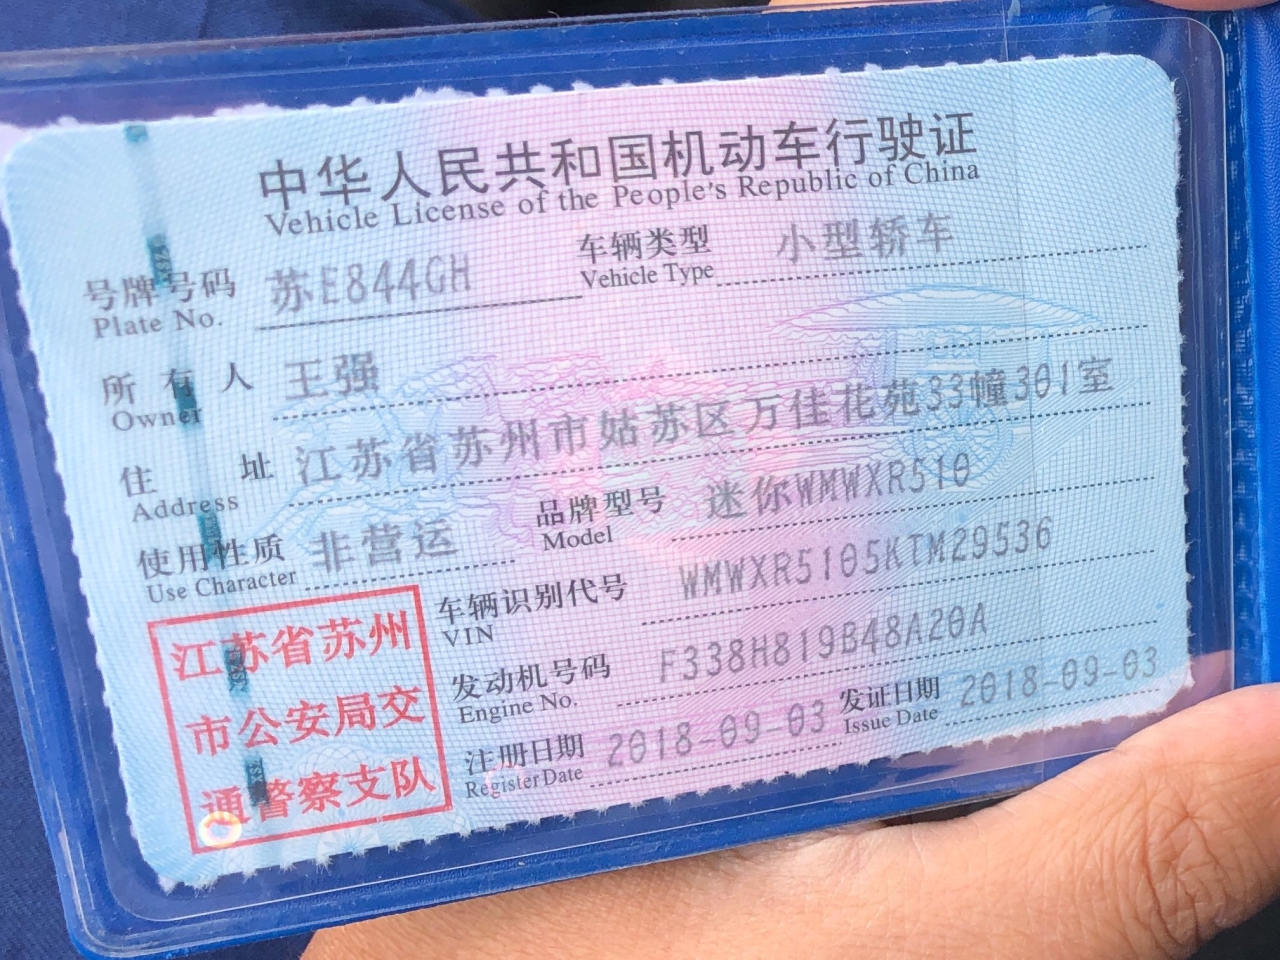 中华人民共和国机动车行驶证
Vehicle License of the People's Republic of China
号牌号码 苏E844GH 车辆类型 小型轿车
Plate No. Vehicle Type
所有人 王强
Owner
住址 江苏省苏州市姑苏区万佳花苑33幢301室
Address
使用性质 非营运 品牌型号 迷你WMWXR510
Use Character Model
车辆识别代号 WMWXR5105KTM29536
VIN
发动机号码 F338H819B48A20A
Engine No.
注册日期 2018-09-03 发证日期 2018-09-03
Register Date Issue Date
江苏省苏州
市公安局交
通警察支队